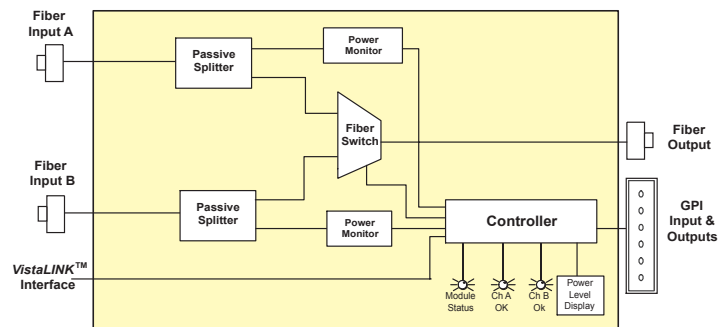 Fiber
Input A
Passive
Splitter
Power
Monitor
Fiber
Switch
Fiber
Output
Fiber
Input B
Passive
Splitter
Power
Monitor
Controller
GPI
Input &
Outputs
VistaLINK™
Interface
Module
Status
Ch A
OK
Ch B
Ok
Power
Level
Display